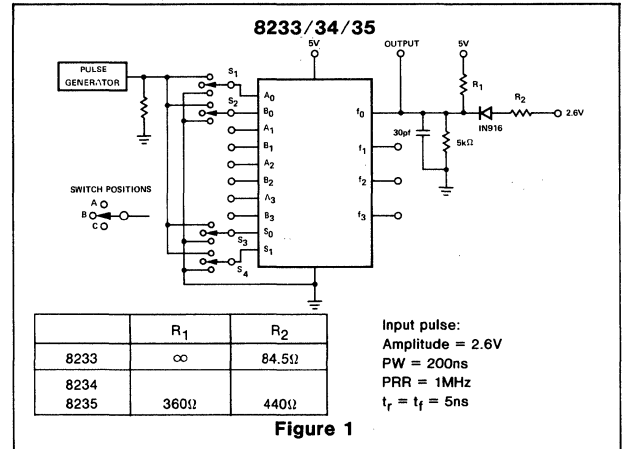 8233/34/35
5V
OUTPUT
5V
PULSE
GENERATOR
S1
S2
S3
S4
A0
B0
A1
B1
A2
B2
A3
B3
S0
S1
f0
f1
f2
f3
30pf
5kΩ
R1
IN916
R2
2.6V
SWITCH POSITIONS
A
B
C
R1 R2
8233 ∞ 84.5Ω
8234
8235 360Ω 440Ω
Input pulse:
Amplitude = 2.6V
PW = 200ns
PRR = 1MHz
tr = tf = 5ns
Figure 1